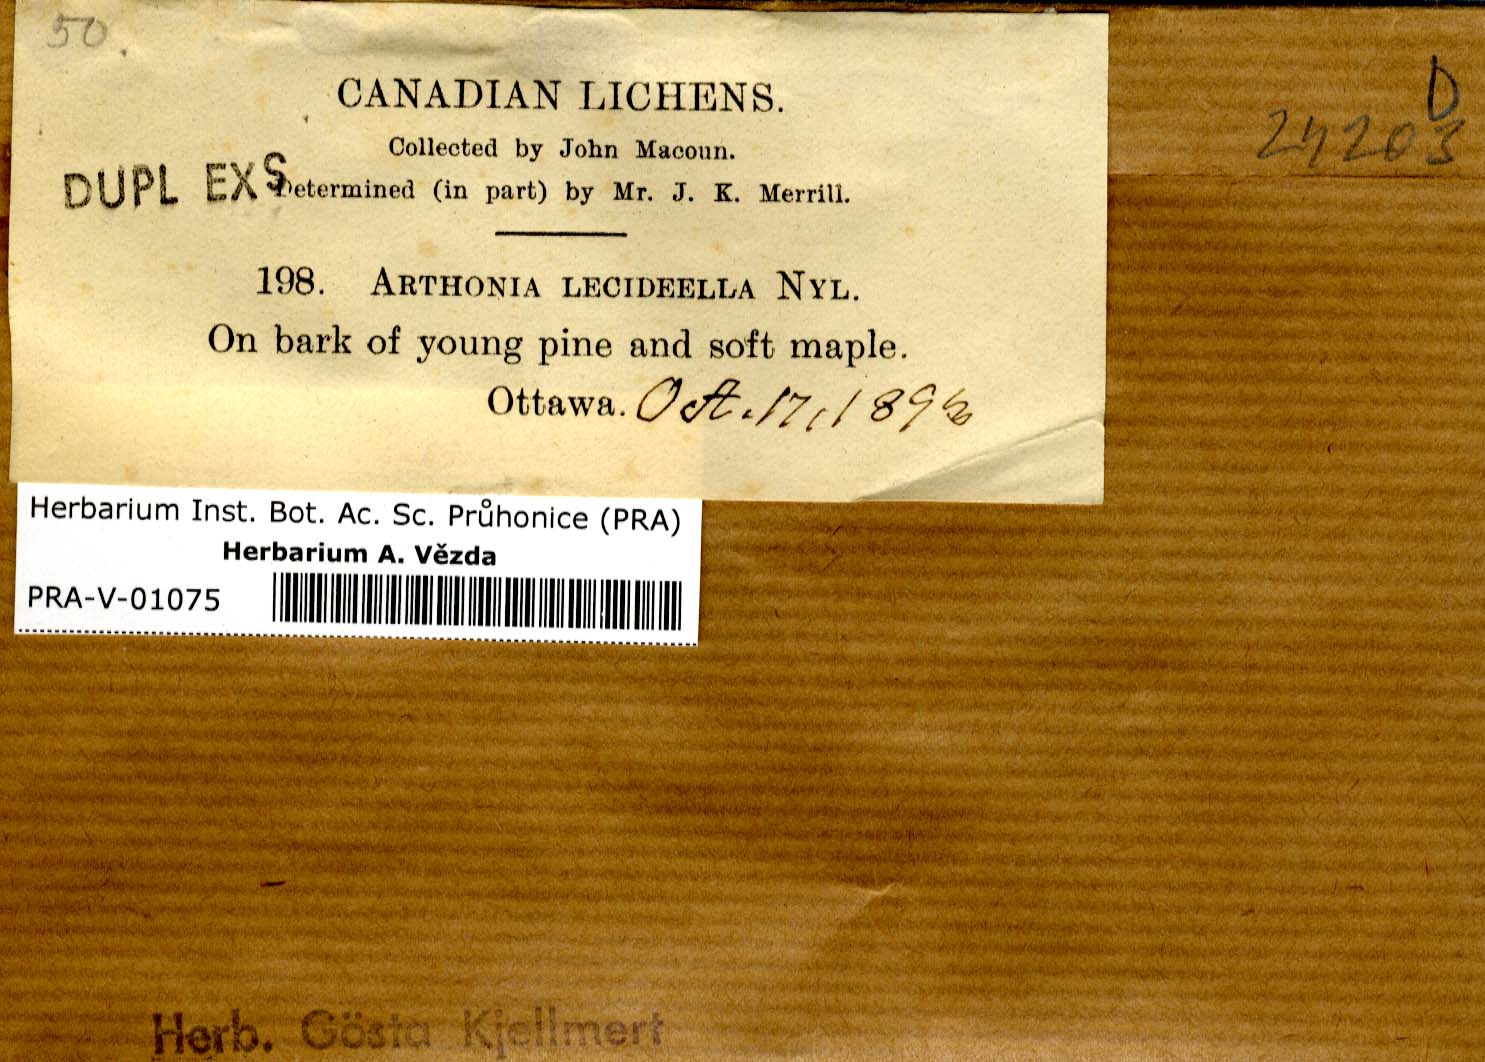 50.
CANADIAN LICHENS.
Collected by John Macoun.
DUPL EXS
Determined (in part) by Mr. J. K. Merrill.
198. ARTHONIA LECIDEELLA NYL.
On bark of young pine and soft maple.
Ottawa. Oct. 17,
D
Herbarium Inst. Bot. Ac. Sc. Průhonice (PRA)
Herbarium A. Vězda
PRA-V-01075
Herb. Gösta Kjellmert